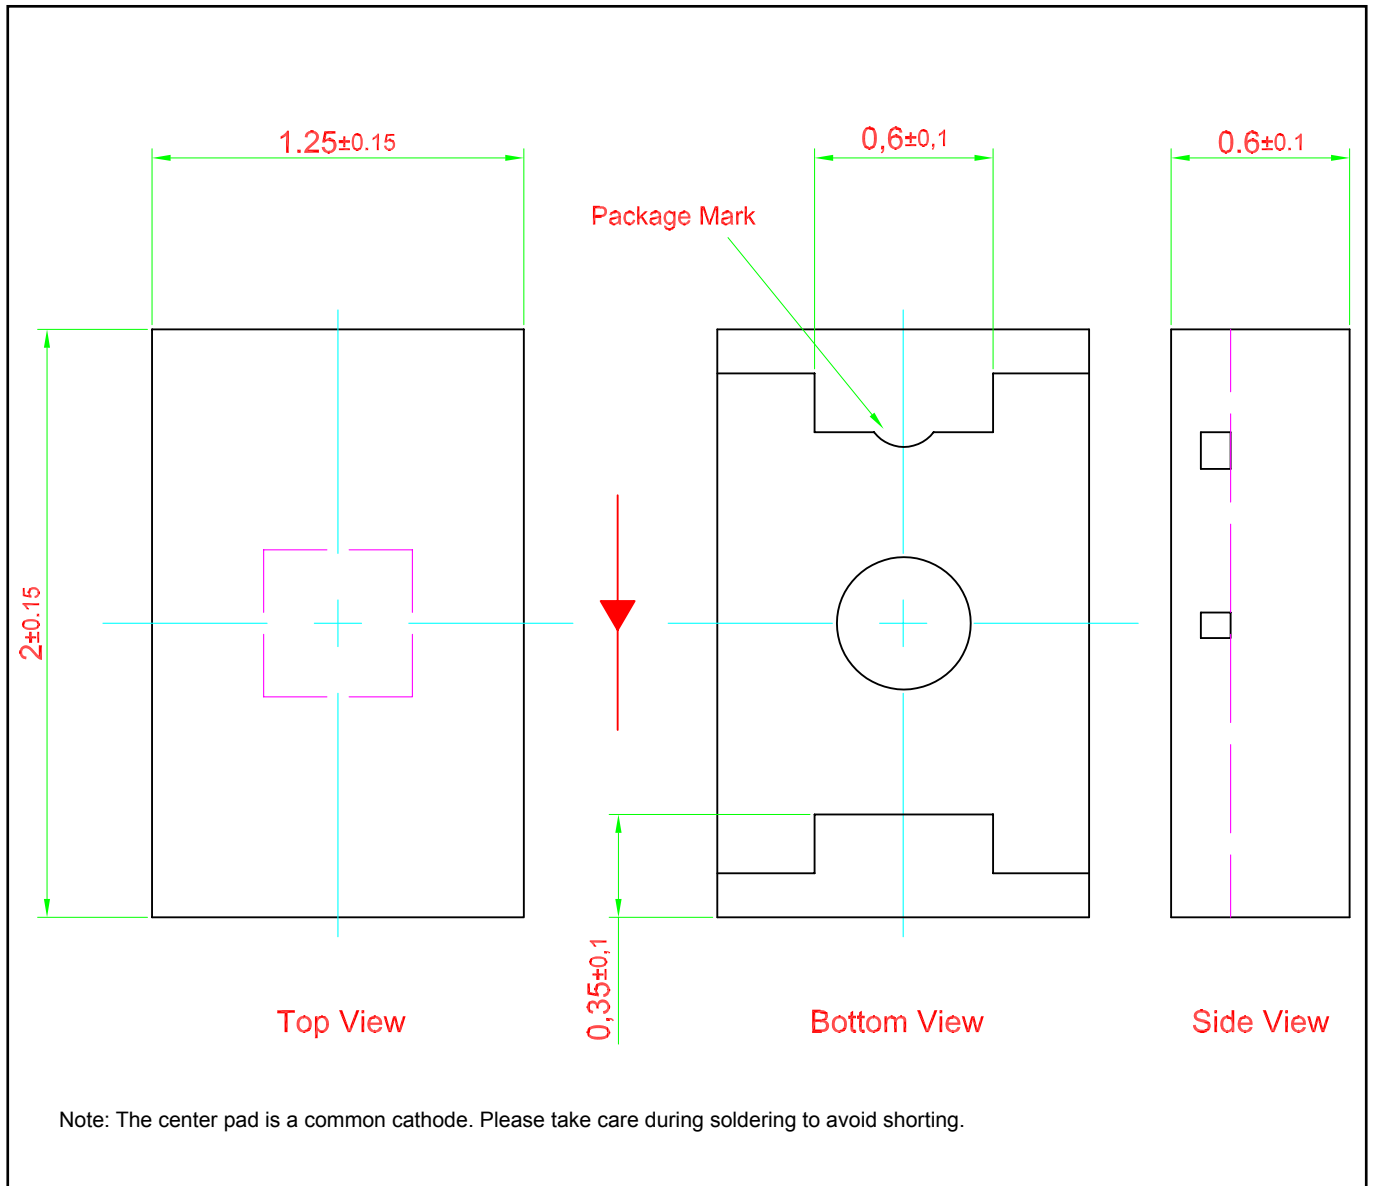 1.25±0.15
0,6±0,1
0.6±0.1
Package Mark
2±0.15
0,35±0,1
Top View
Bottom View
Side View
Note: The center pad is a common cathode. Please take care during soldering to avoid shorting.